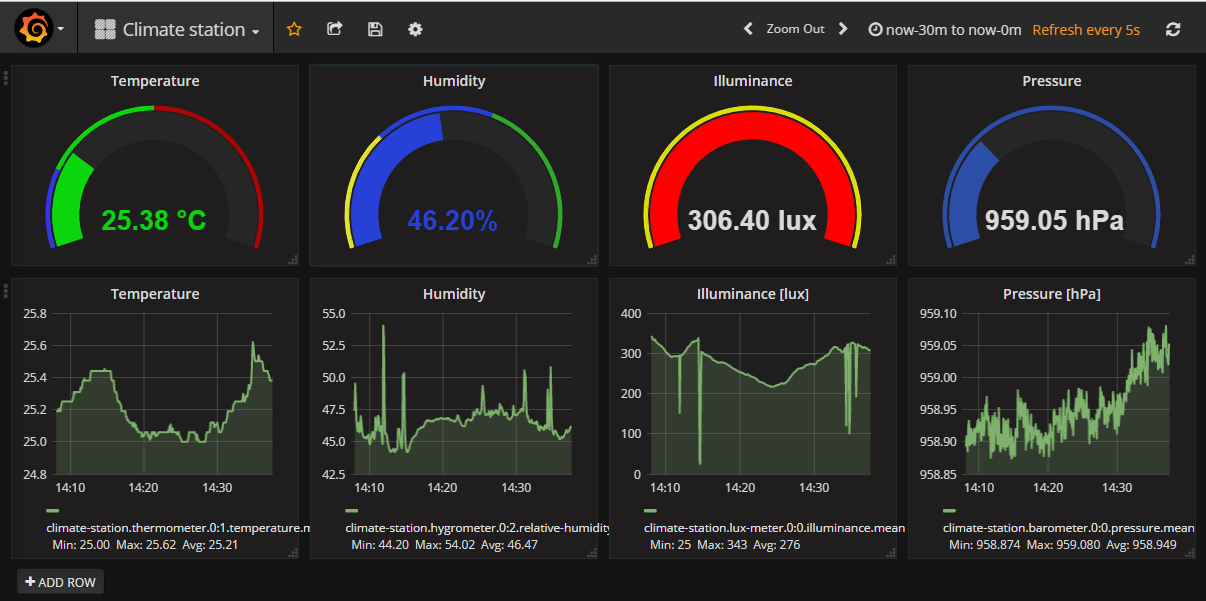 Climate station
Zoom Out
now-30m to now-0m
Refresh every 5s
Temperature
25.38 °C
Humidity
46.20%
Illuminance
306.40 lux
Pressure
959.05 hPa
Temperature
25.8
25.6
25.4
25.2
25.0
24.8
14:10 14:20 14:30
climate-station.thermometer.0:1.temperature.m
Min: 25.00 Max: 25.62 Avg: 25.21
Humidity
55.0
52.5
50.0
47.5
45.0
42.5
14:10 14:20 14:30
climate-station.hygrometer.0:2.relative-humidity
Min: 44.20 Max: 54.02 Avg: 46.47
Illuminance [lux]
400
300
200
100
0
14:10 14:20 14:30
climate-station.lux-meter.0:0.illuminance.mean
Min: 25 Max: 343 Avg: 276
Pressure [hPa]
959.10
959.05
959.00
958.95
958.90
958.85
14:10 14:20 14:30
climate-station.barometer.0:0.pressure.mean
Min: 958.874 Max: 959.080 Avg: 958.949
+ ADD ROW